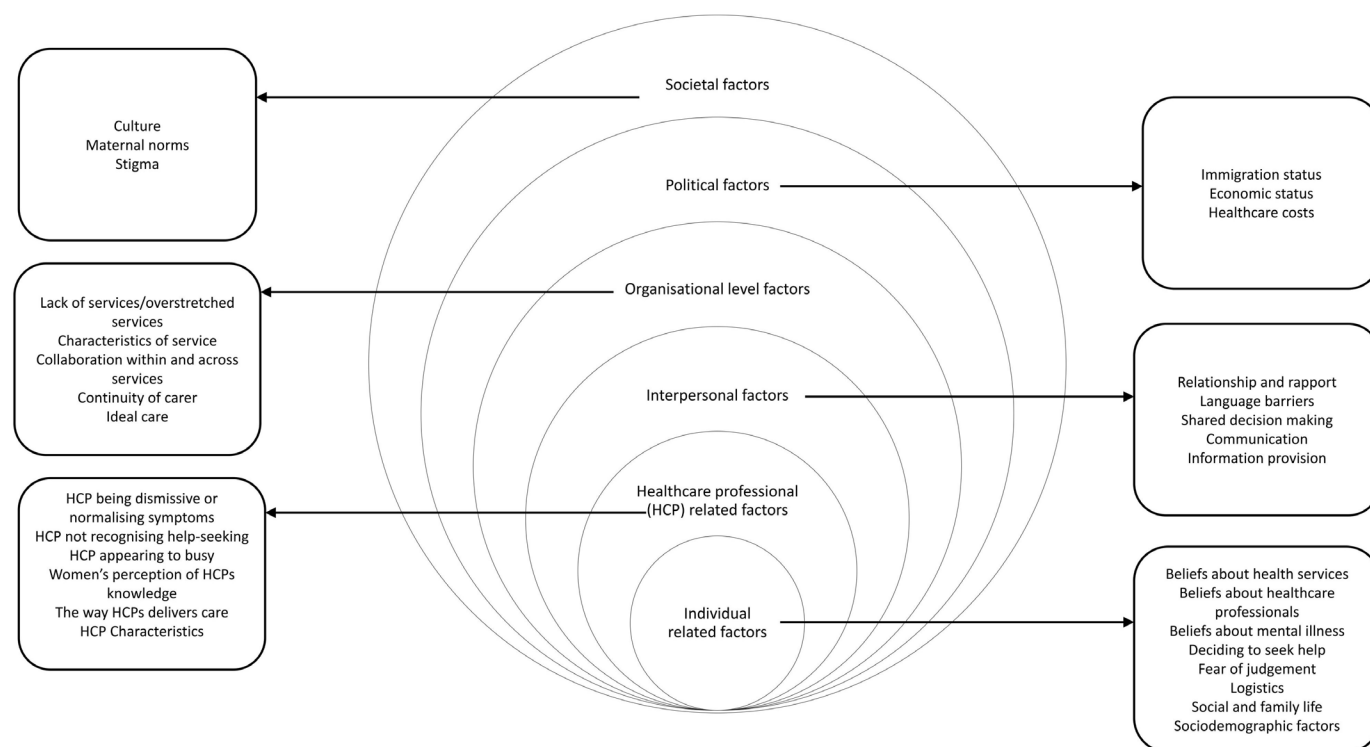 Societal factors
Culture
Maternal norms
Stigma
Political factors
Immigration status
Economic status
Healthcare costs
Organisational level factors
Lack of services/overstretched
services
Characteristics of service
Collaboration within and across
services
Continuity of carer
Ideal care
Interpersonal factors
Relationship and rapport
Language barriers
Shared decision making
Communication
Information provision
Healthcare professional
(HCP) related factors
HCP being dismissive or
normalising symptoms
HCP not recognising help-seeking
HCP appearing to busy
Women's perception of HCPs
knowledge
The way HCPs delivers care
HCP Characteristics
Individual
related factors
Beliefs about health services
Beliefs about healthcare
professionals
Beliefs about mental illness
Deciding to seek help
Fear of judgement
Logistics
Social and family life
Sociodemographic factors